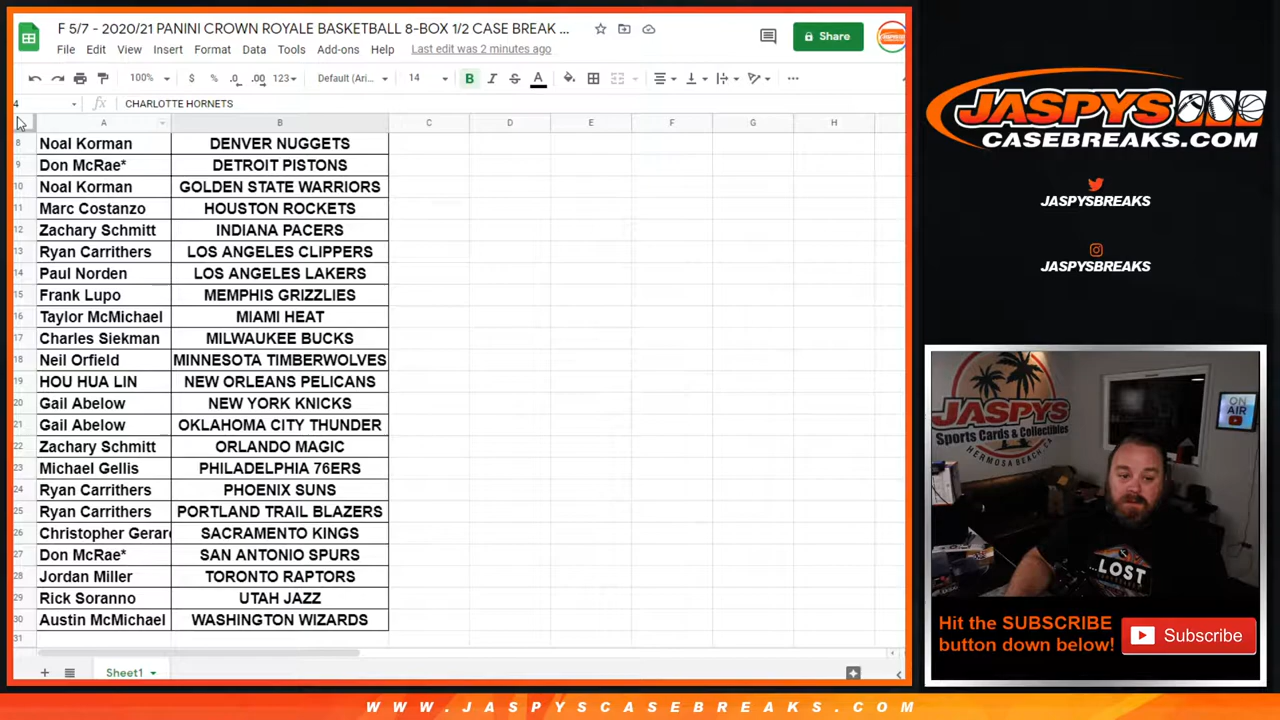 F 5/7 - 2020/21 PANINI CROWN ROYALE BASKETBALL 8-BOX 1/2 CASE BREAK ...
File Edit View Insert Format Data Tools Add-ons Help Last edit was 2 minutes ago
Share
100% $ % .0 .00 123 Default (Ari... 14 B I S A
4 fx CHARLOTTE HORNETS
A B C D E F G H
8 Noal Korman DENVER NUGGETS
9 Don McRae* DETROIT PISTONS
10 Noal Korman GOLDEN STATE WARRIORS
11 Marc Costanzo HOUSTON ROCKETS
12 Zachary Schmitt INDIANA PACERS
13 Ryan Carrithers LOS ANGELES CLIPPERS
14 Paul Norden LOS ANGELES LAKERS
15 Frank Lupo MEMPHIS GRIZZLIES
16 Taylor McMichael MIAMI HEAT
17 Charles Siekman MILWAUKEE BUCKS
18 Neil Orfield MINNESOTA TIMBERWOLVES
19 HOU HUA LIN NEW ORLEANS PELICANS
20 Gail Abelow NEW YORK KNICKS
21 Gail Abelow OKLAHOMA CITY THUNDER
22 Zachary Schmitt ORLANDO MAGIC
23 Michael Gellis PHILADELPHIA 76ERS
24 Ryan Carrithers PHOENIX SUNS
25 Ryan Carrithers PORTLAND TRAIL BLAZERS
26 Christopher Gerar SACRAMENTO KINGS
27 Don McRae* SAN ANTONIO SPURS
28 Jordan Miller TORONTO RAPTORS
29 Rick Soranno UTAH JAZZ
30 Austin McMichael WASHINGTON WIZARDS
31
Sheet1
JASPYS
CASEBREAKS.COM
JASPYSBREAKS
JASPYSBREAKS
JASPYS
Sports Cards & Collectibles
HERMOSA BEACH, CA
ON
AIR
...LOST
Hit the SUBSCRIBE
button down below!
Subscribe
WWW.JASPYSCASEBREAKS.COM